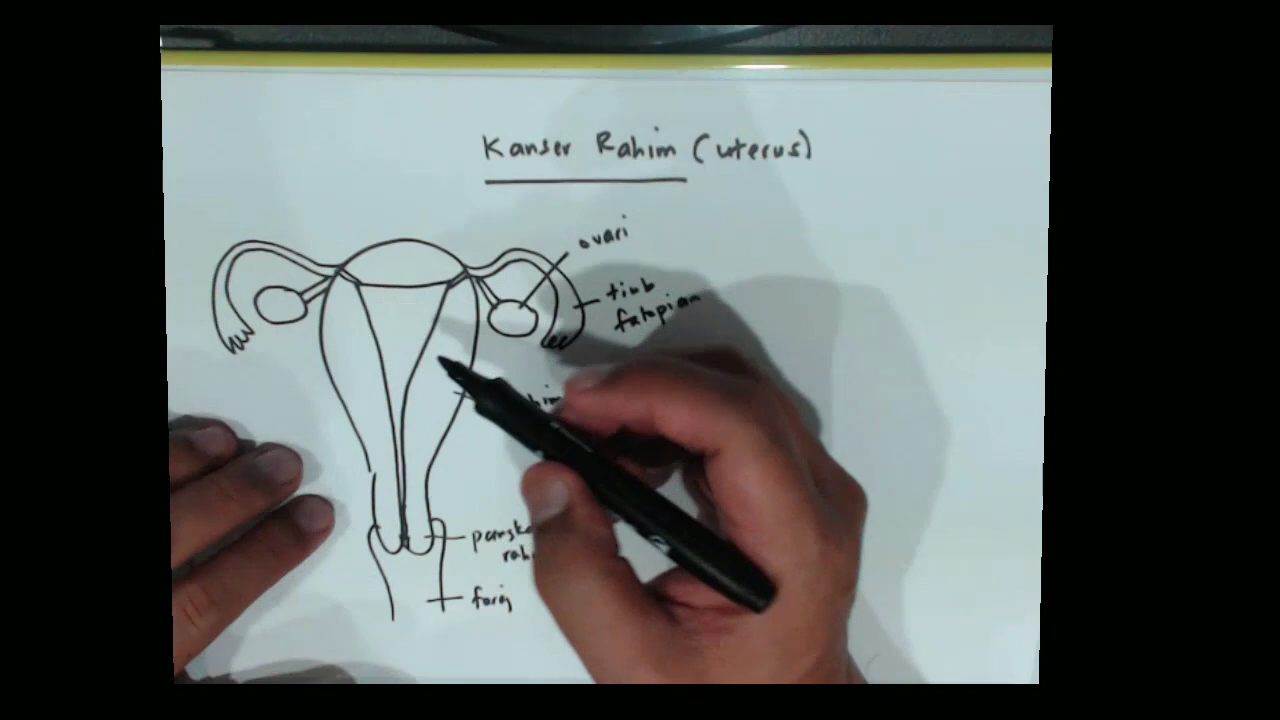 Kanser Rahim (uterus)
ovari
tiub
falopian
faraj